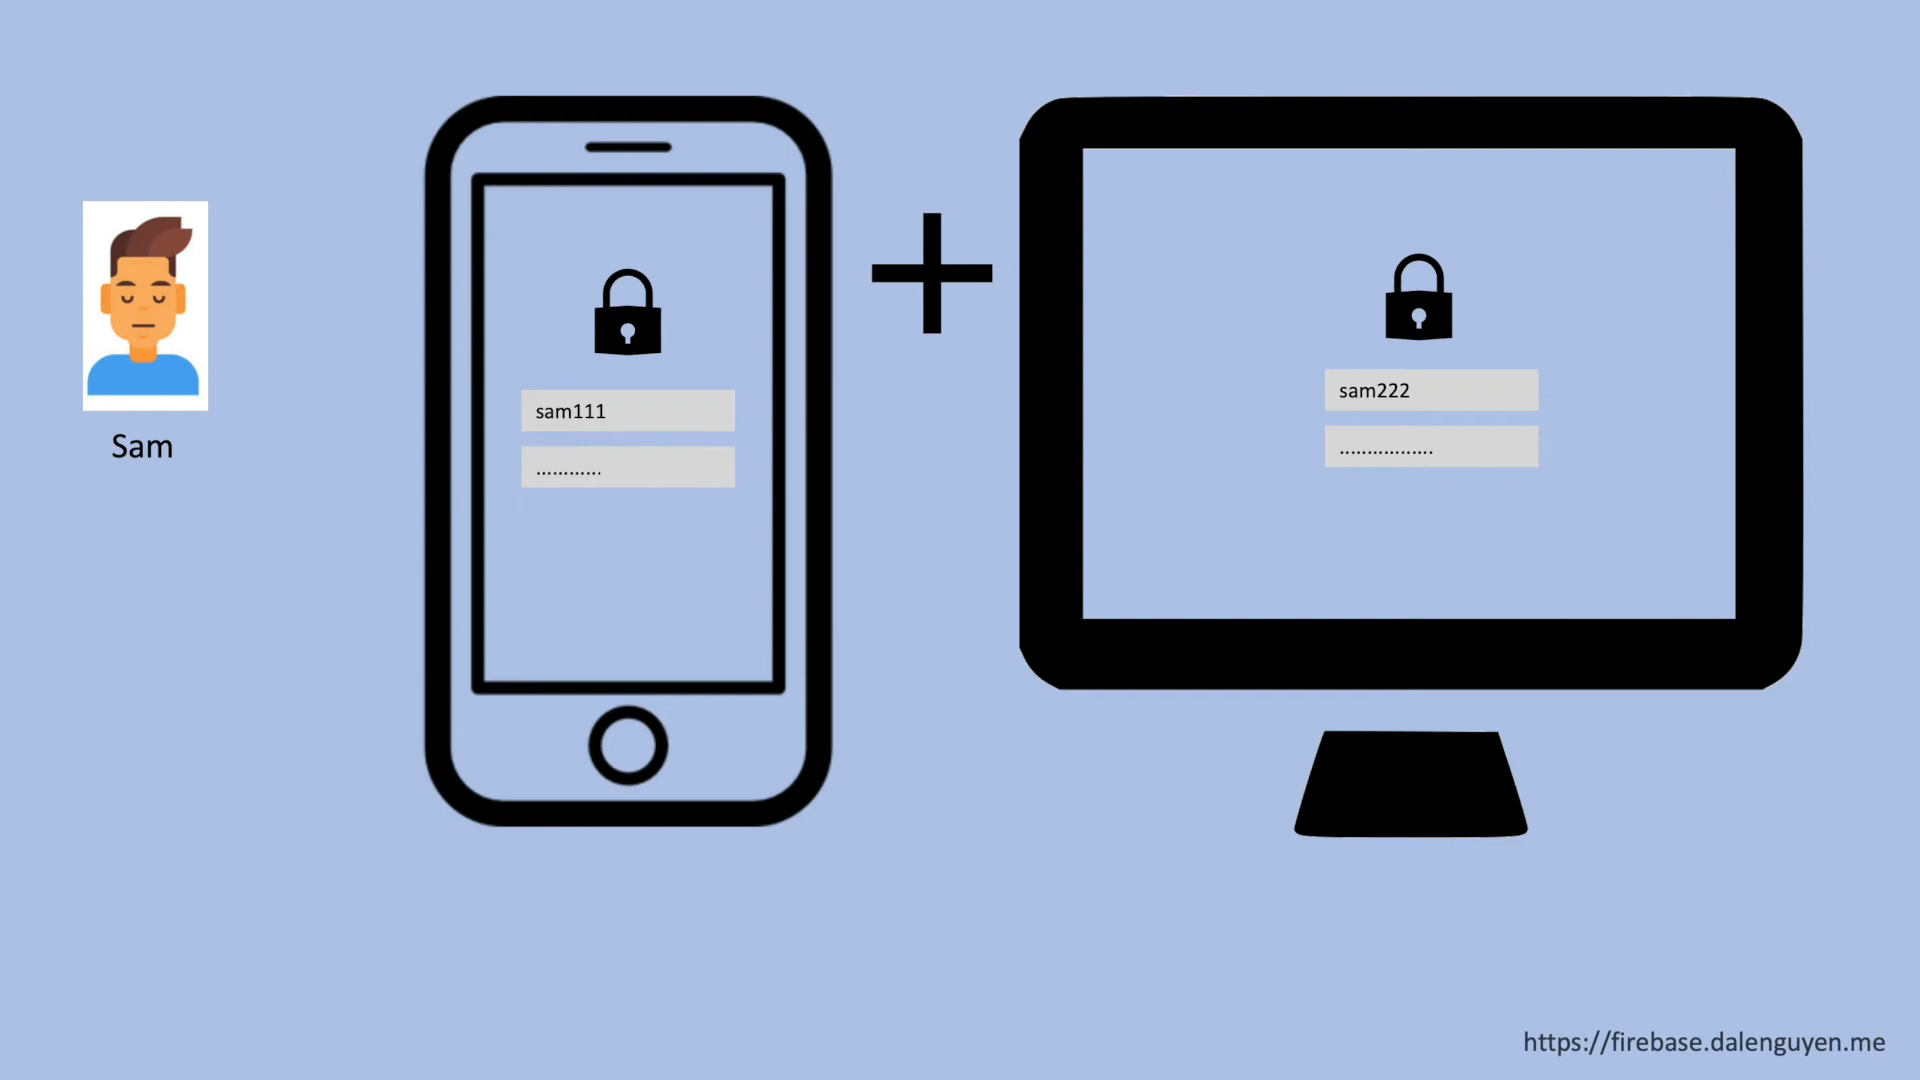 Sam
sam111
............
sam222
.................
https://firebase.dalenguyen.me